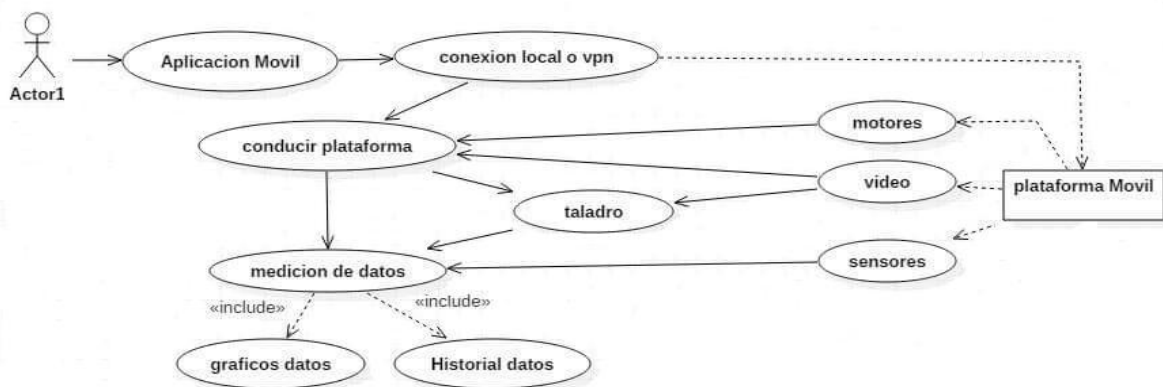 Actor1
Aplicacion Movil
conexion local o vpn
conducir plataforma
motores
video
plataforma Movil
taladro
medicion de datos
sensores
«include»
«include»
graficos datos
Historial datos